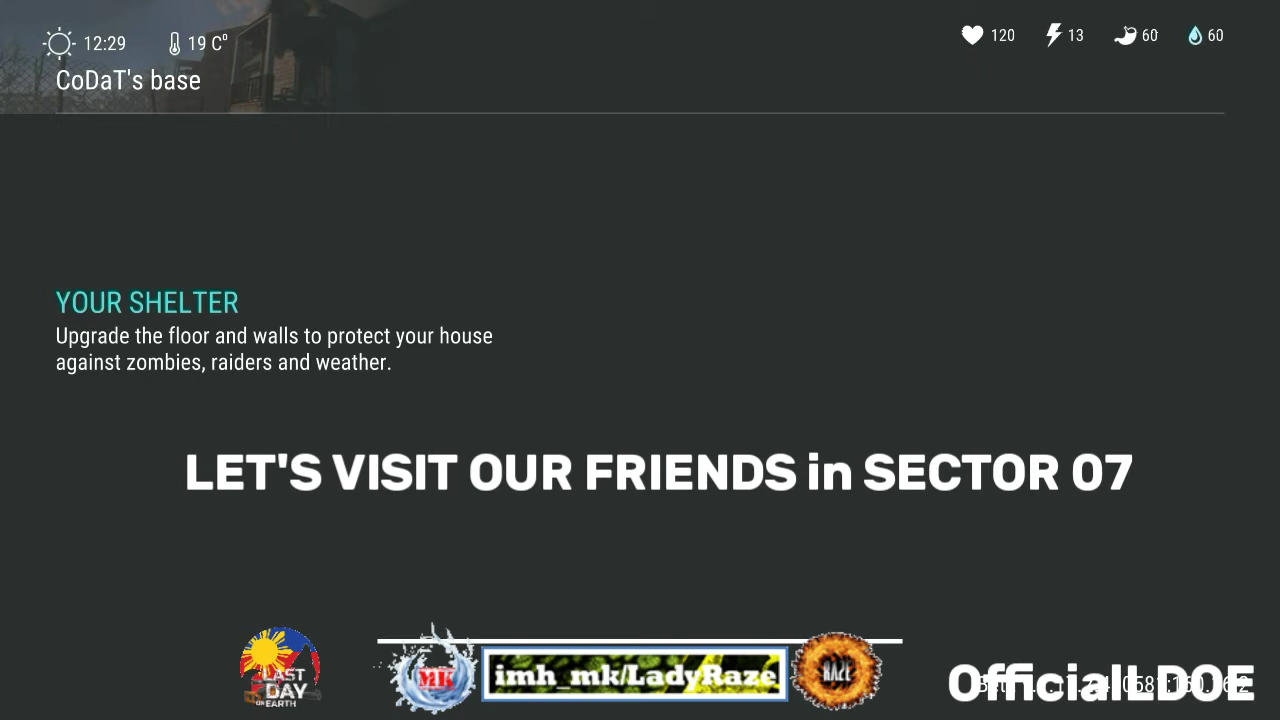 12:29
19 C°
120
13
60
60
CoDaT's base
YOUR SHELTER
Upgrade the floor and walls to protect your house
against zombies, raiders and weather.
LET'S VISIT OUR FRIENDS in SECTOR 07
LAST
DAY
ON EARTH
MK
imh_mk/LadyRaze
RAZE
OfficialLDOE